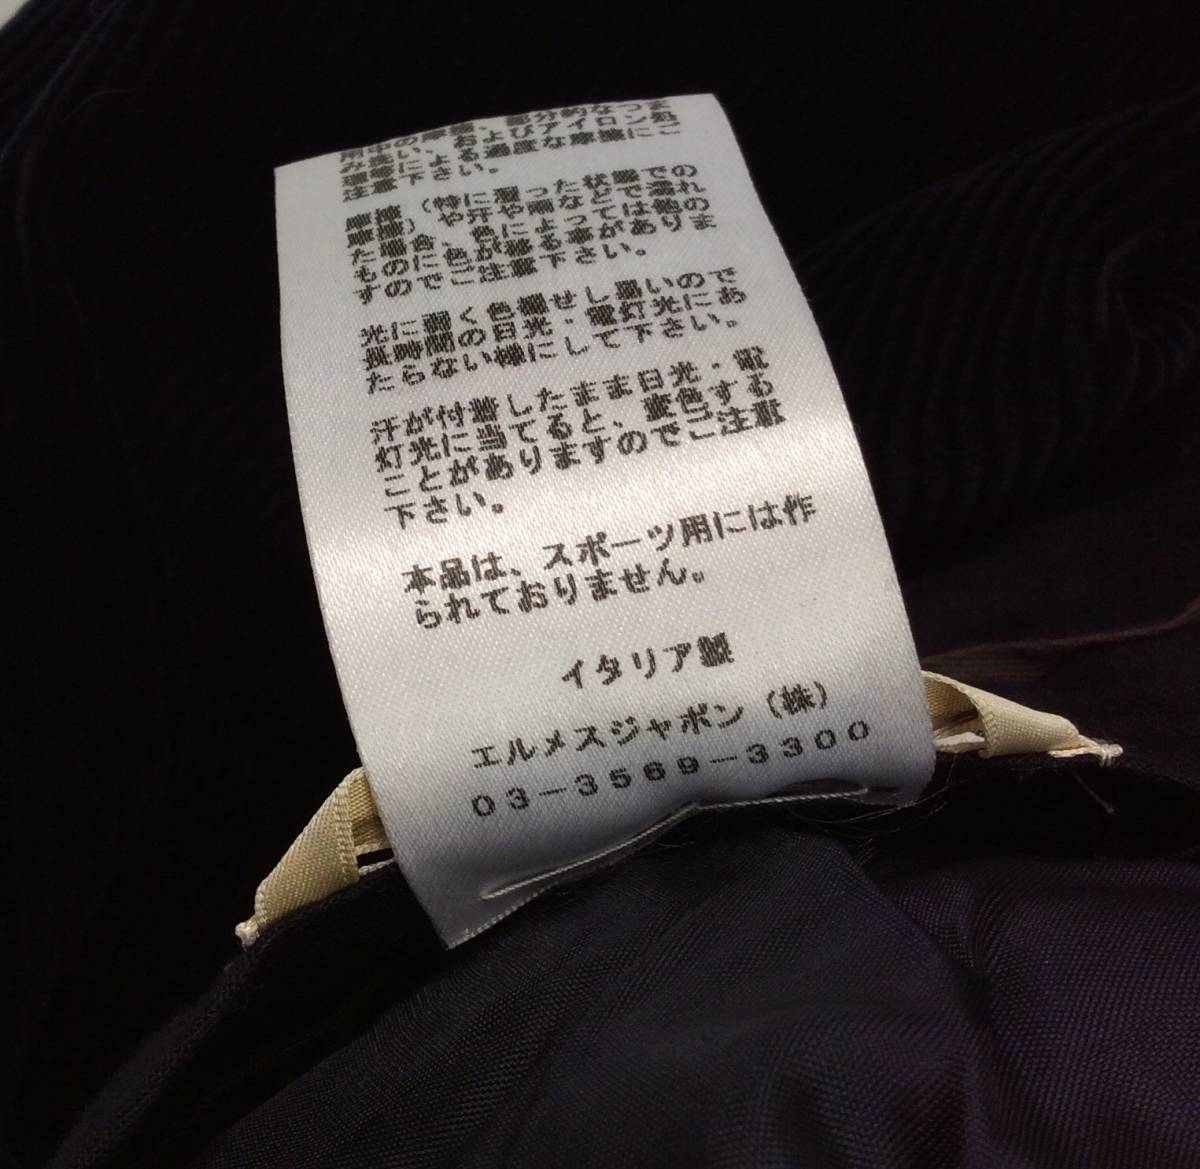 用中の摩擦、部分的なつま
み洗い、およびアイロン処
理等による過度な摩擦にご
注意下さい。
摩擦（特に湿った状態での
摩擦）や汗や雨などで濡れ
た場合、色によっては他の
ものに色が移る事がありま
すのでご注意下さい。
光に弱く色褪せし易いので
長時間の日光・電灯光にあ
たらない様にして下さい。
汗が付着したまま日光・電
灯光に当てると、変色する
ことがありますのでご注意
下さい。
本品は、スポーツ用には作
られておりません。
イタリア製
エルメスジャポン（株）
03-3569-3300